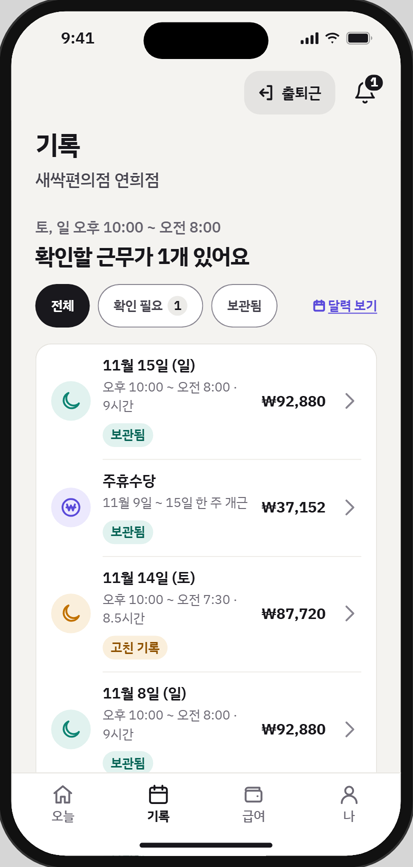 9:41
출퇴근
1
기록
새싹편의점 연희점
토, 일 오후 10:00 ~ 오전 8:00
확인할 근무가 1개 있어요
전체
확인 필요 1
보관됨
달력 보기
11월 15일 (일)
오후 10:00 ~ 오전 8:00 ·
9시간
₩92,880
보관됨
주휴수당
11월 9일 ~ 15일 한 주 개근
₩37,152
보관됨
11월 14일 (토)
오후 10:00 ~ 오전 7:30 ·
8.5시간
₩87,720
고친 기록
11월 8일 (일)
오후 10:00 ~ 오전 8:00 ·
9시간
₩92,880
보관됨
오늘
기록
급여
나